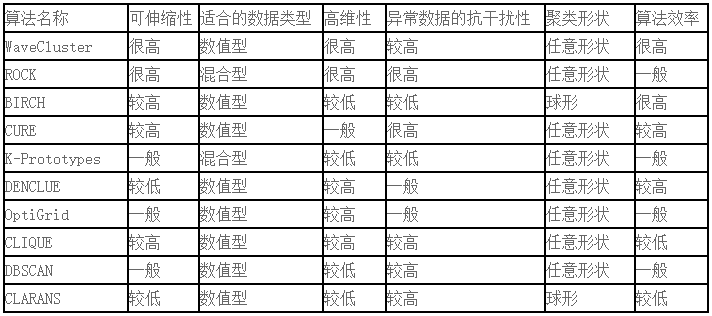 算法名称 可伸缩性 适合的数据类型 高维性 异常数据的抗干扰性 聚类形状 算法效率
WaveCluster 很高 数值型 很高 较高 任意形状 很高
ROCK 很高 混合型 很高 很高 任意形状 一般
BIRCH 较高 数值型 较低 较低 球形 很高
CURE 较高 数值型 一般 很高 任意形状 较高
K-Prototypes 一般 混合型 较低 较低 任意形状 一般
DENCLUE 较低 数值型 较高 一般 任意形状 较高
OptiGrid 一般 数值型 较高 一般 任意形状 一般
CLIQUE 较高 数值型 较高 较高 任意形状 较低
DBSCAN 一般 数值型 较低 较高 任意形状 一般
CLARANS 较低 数值型 较低 较高 球形 较低